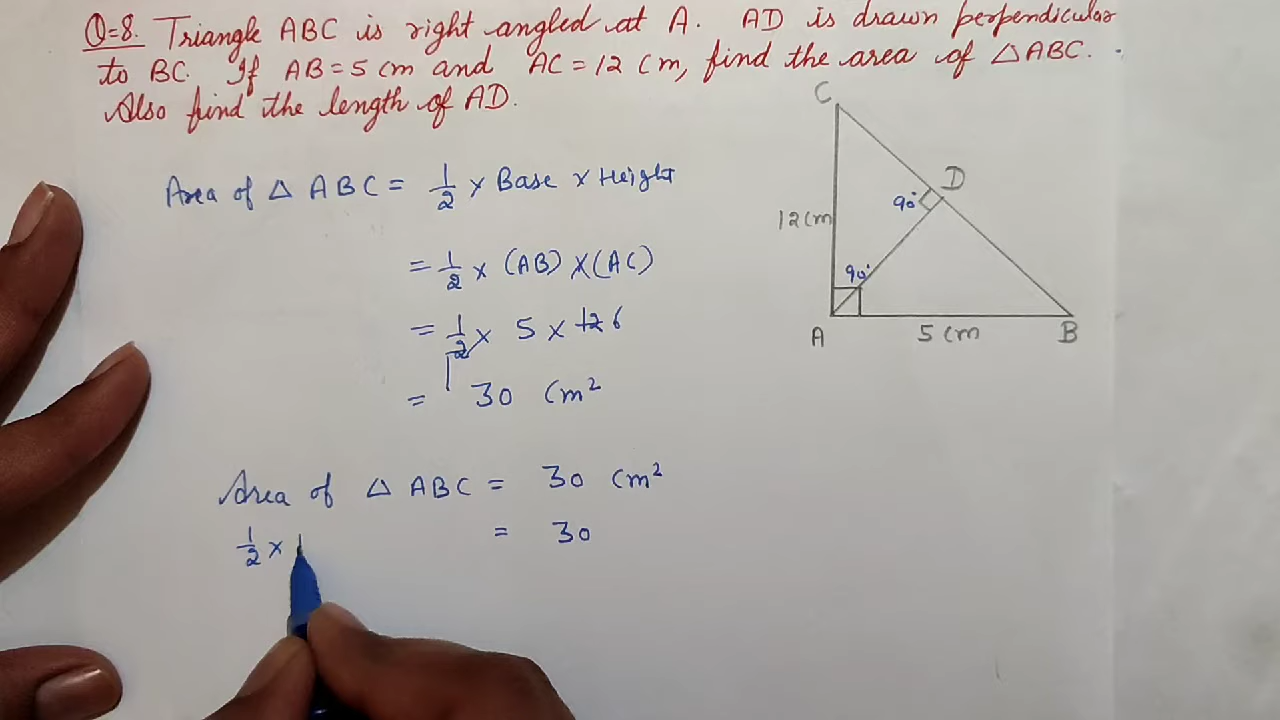 Q=8. Triangle ABC is right angled at A. AD is drawn perpendicular
to BC. If AB = 5 cm and AC = 12 cm, find the area of △ABC.
Also find the length of AD.
Area of △ ABC = 1/2 × Base × Height
= 1/2 × (AB) × (AC)
= 1/2 × 5 × 12 6
1
= 30 cm²
Area of △ ABC = 30 cm²
1/2 × = 30
C
D
90°
12 cm
90°
A
5 cm
B